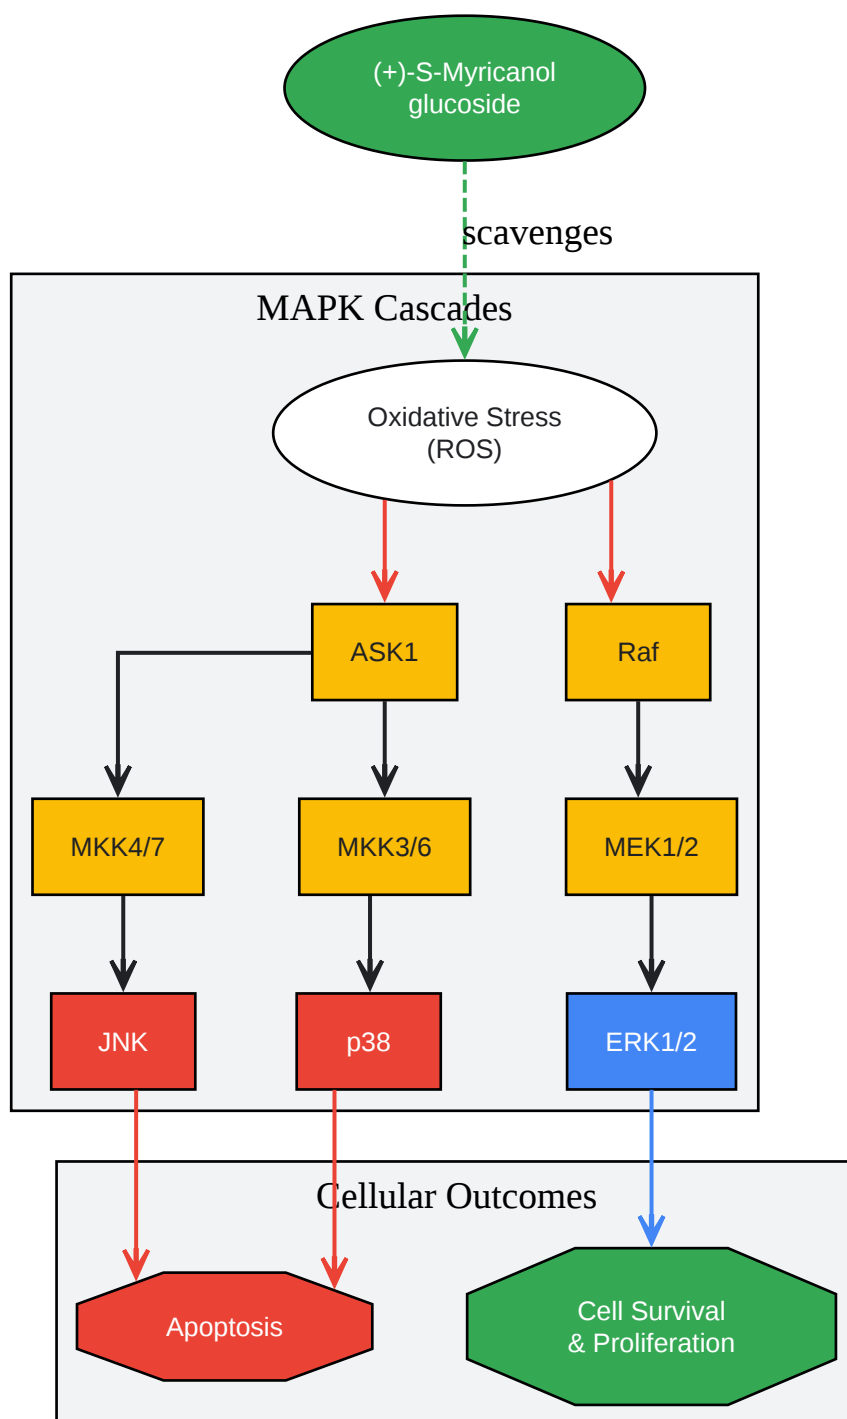 (+)-S-Myricanol
glucoside
scavenges
MAPK Cascades
Oxidative Stress
(ROS)
ASK1
Raf
MKK4/7
MKK3/6
MEK1/2
JNK
p38
ERK1/2
Cellular Outcomes
Apoptosis
Cell Survival
& Proliferation